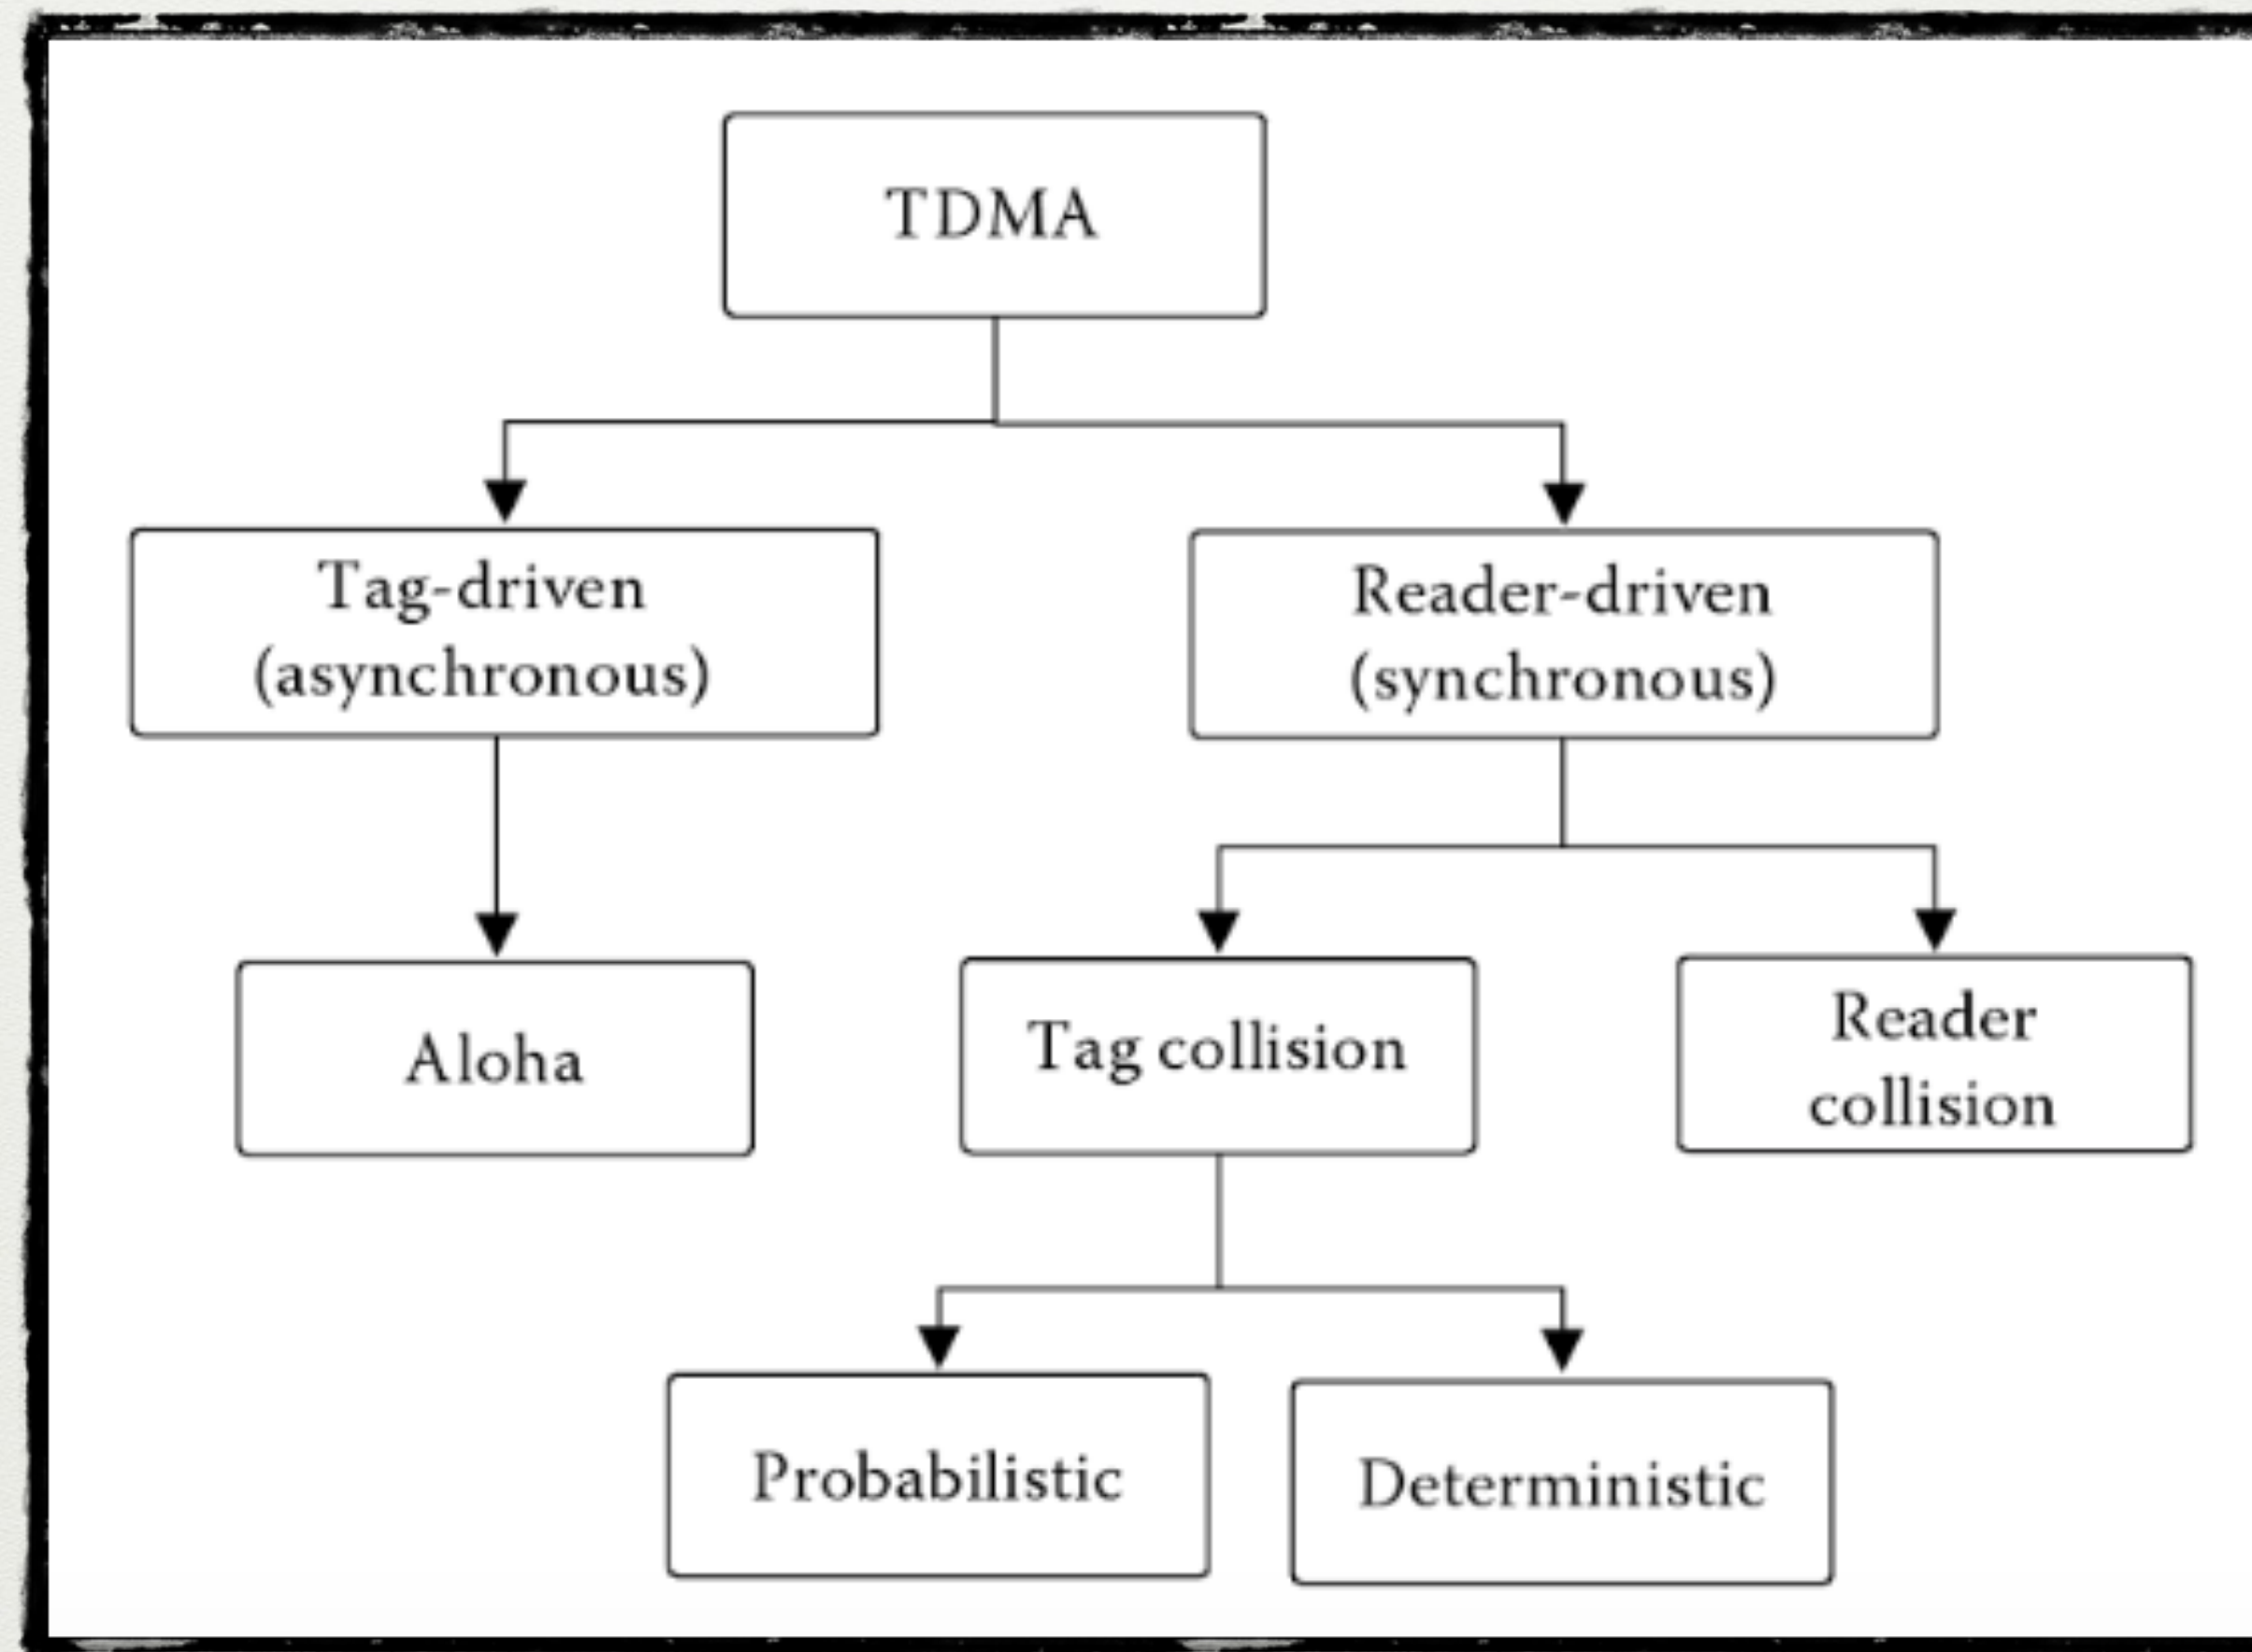 TDMA
Tag-driven
(asynchronous)
Reader-driven
(synchronous)
Aloha
Tag collision
Reader
collision
Probabilistic
Deterministic